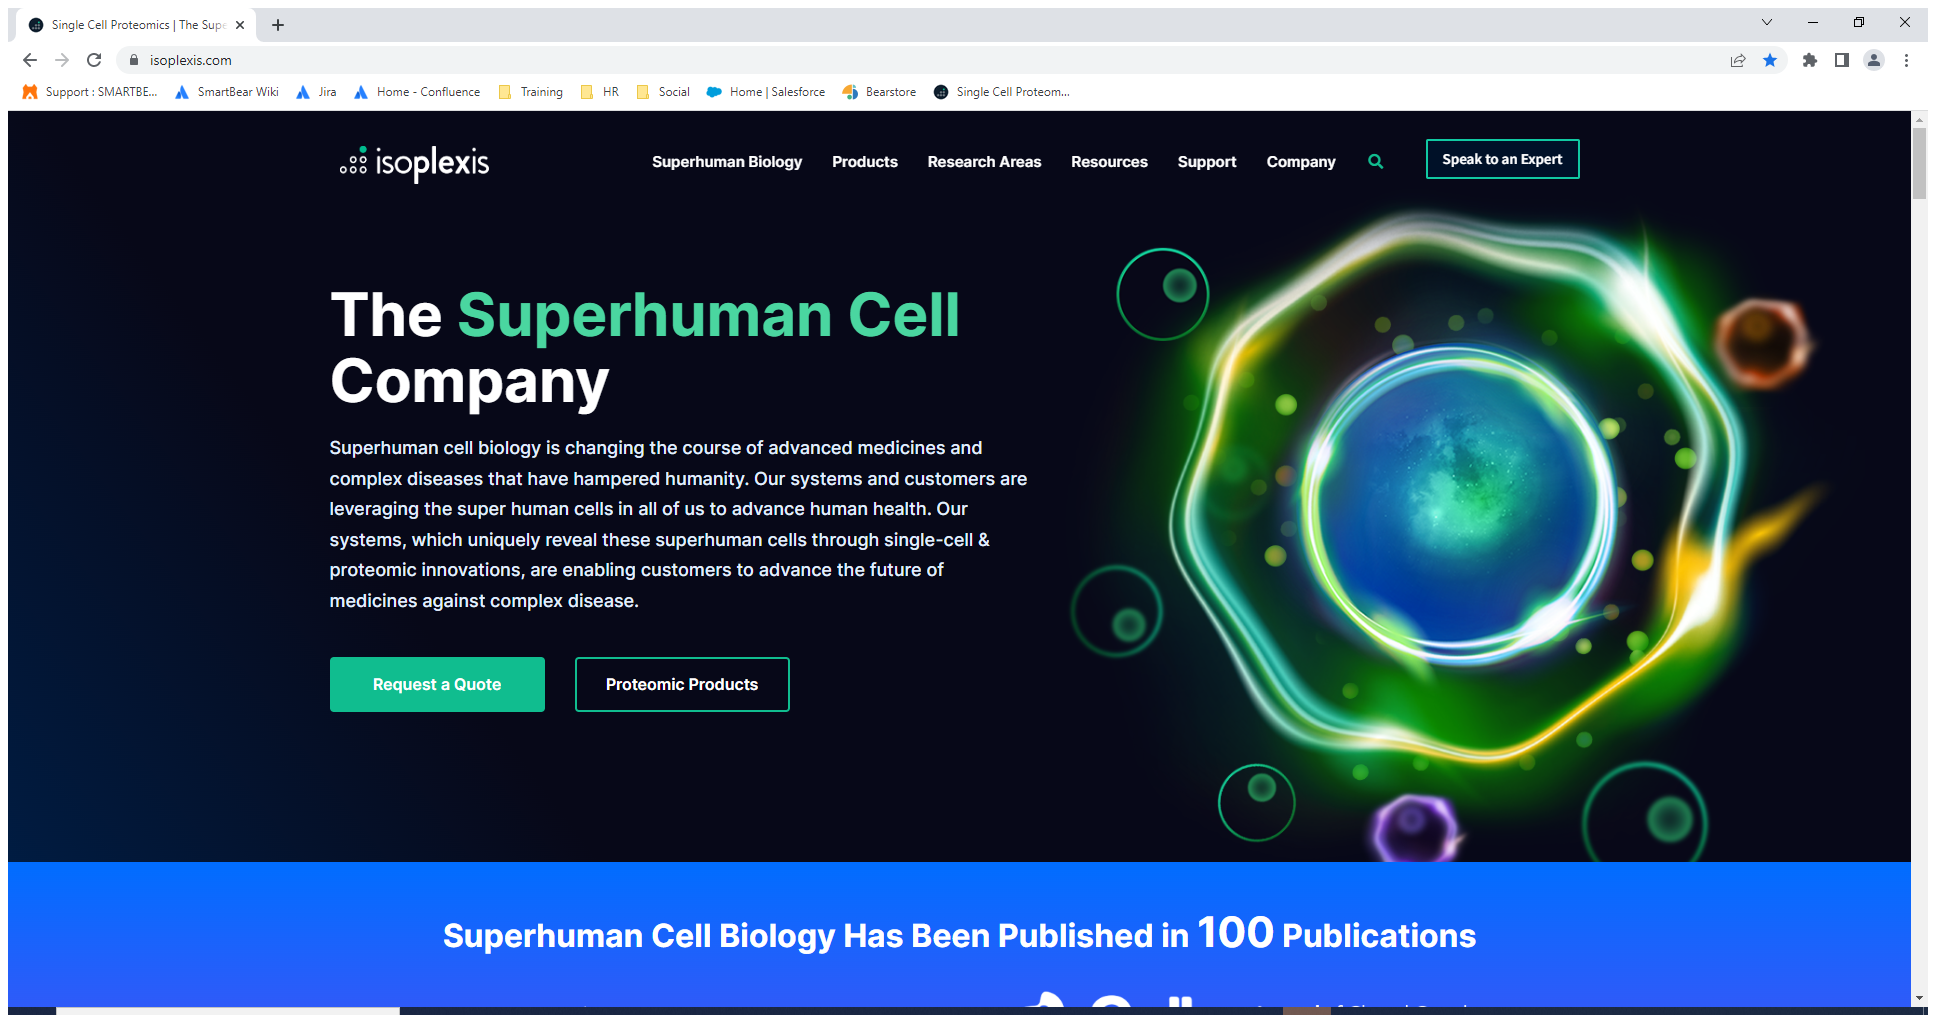 Single Cell Proteomics | The Supe
isoplexis.com
Support : SMARTBE...
SmartBear Wiki
Jira
Home - Confluence
Training
HR
Social
Home | Salesforce
Bearstore
Single Cell Proteom...
isoplexis
Superhuman Biology
Products
Research Areas
Resources
Support
Company
Speak to an Expert
The Superhuman Cell
Company
Superhuman cell biology is changing the course of advanced medicines and
complex diseases that have hampered humanity. Our systems and customers are
leveraging the super human cells in all of us to advance human health. Our
systems, which uniquely reveal these superhuman cells through single-cell &
proteomic innovations, are enabling customers to advance the future of
medicines against complex disease.
Request a Quote
Proteomic Products
Superhuman Cell Biology Has Been Published in 100 Publications